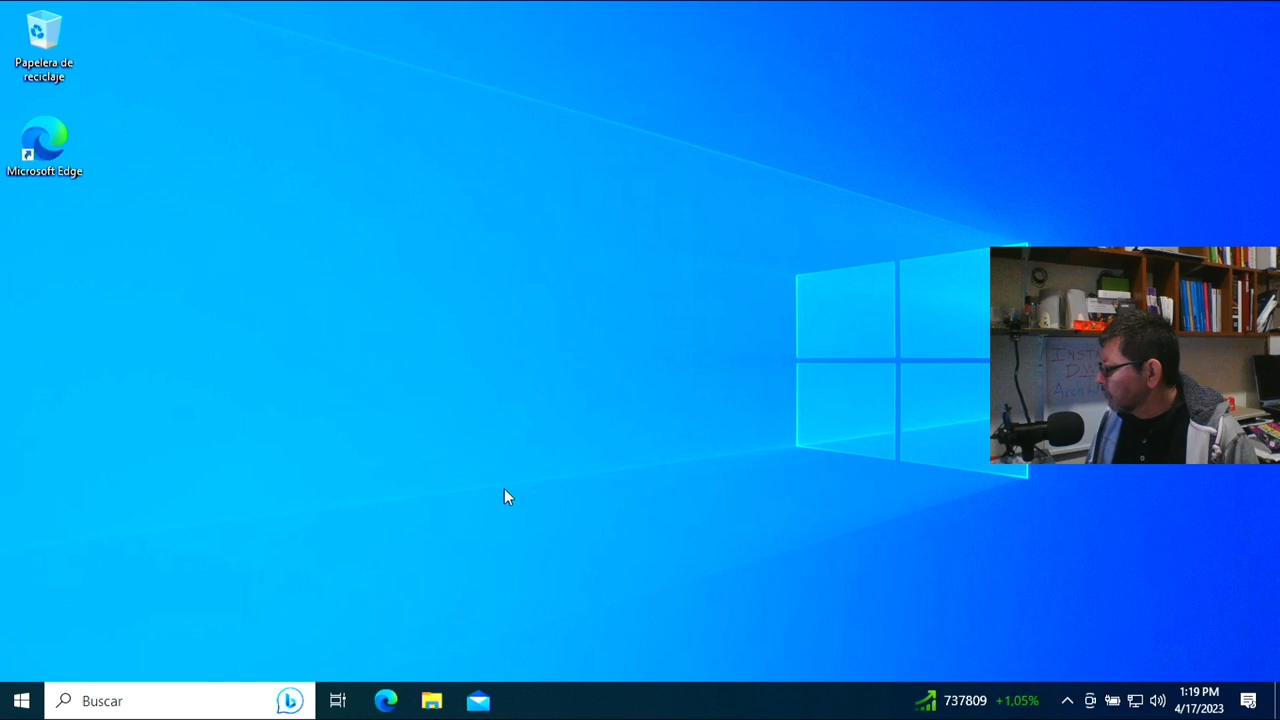 Papelera de
reciclaje
Microsoft Edge
Buscar
737809 +1,05%
1:19 PM
4/17/2023